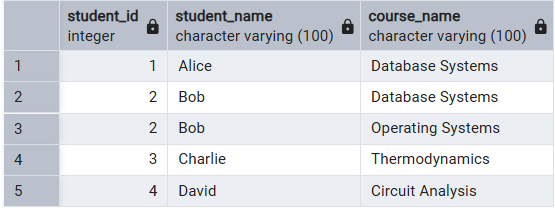 student_id student_name course_name
integer character varying (100) character varying (100)
1 1 Alice Database Systems
2 2 Bob Database Systems
3 2 Bob Operating Systems
4 3 Charlie Thermodynamics
5 4 David Circuit Analysis